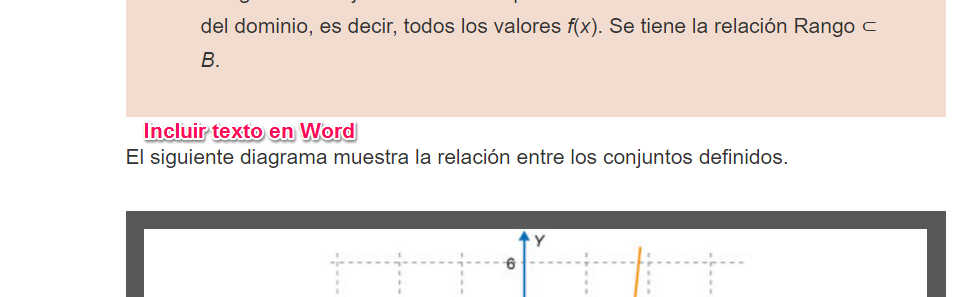 del dominio, es decir, todos los valores f(x). Se tiene la relación Rango ⊂
B.
Incluir texto en Word
El siguiente diagrama muestra la relación entre los conjuntos definidos.
Y
6